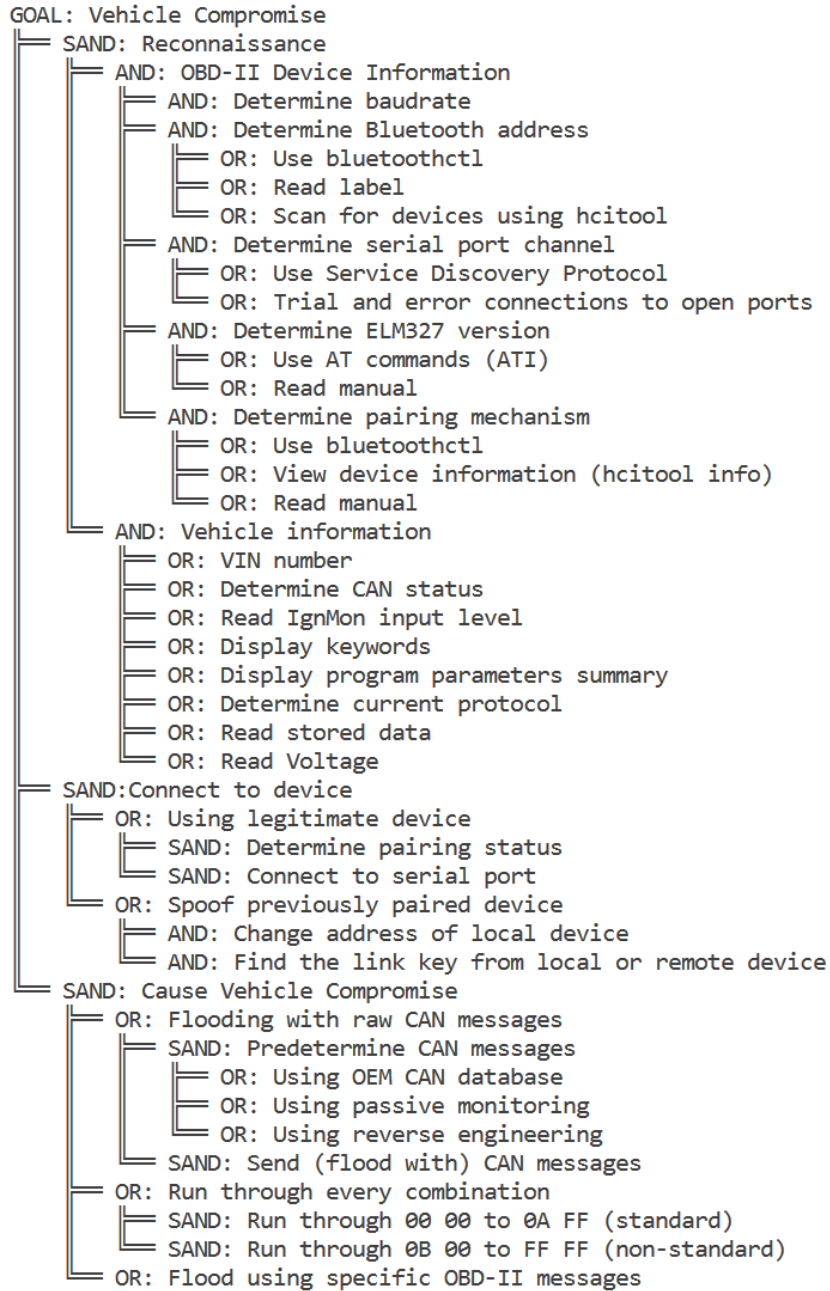 GOAL: Vehicle Compromise
SAND: Reconnaissance
AND: OBD-II Device Information
AND: Determine baudrate
AND: Determine Bluetooth address
OR: Use bluetoothctl
OR: Read label
OR: Scan for devices using hcitool
AND: Determine serial port channel
OR: Use Service Discovery Protocol
OR: Trial and error connections to open ports
AND: Determine ELM327 version
OR: Use AT commands (ATI)
OR: Read manual
AND: Determine pairing mechanism
OR: Use bluetoothctl
OR: View device information (hcitool info)
OR: Read manual
AND: Vehicle information
OR: VIN number
OR: Determine CAN status
OR: Read IgnMon input level
OR: Display keywords
OR: Display program parameters summary
OR: Determine current protocol
OR: Read stored data
OR: Read Voltage
SAND:Connect to device
OR: Using legitimate device
SAND: Determine pairing status
SAND: Connect to serial port
OR: Spoof previously paired device
AND: Change address of local device
AND: Find the link key from local or remote device
SAND: Cause Vehicle Compromise
OR: Flooding with raw CAN messages
SAND: Predetermine CAN messages
OR: Using OEM CAN database
OR: Using passive monitoring
OR: Using reverse engineering
SAND: Send (flood with) CAN messages
OR: Run through every combination
SAND: Run through 00 00 to 0A FF (standard)
SAND: Run through 0B 00 to FF FF (non-standard)
OR: Flood using specific OBD-II messages